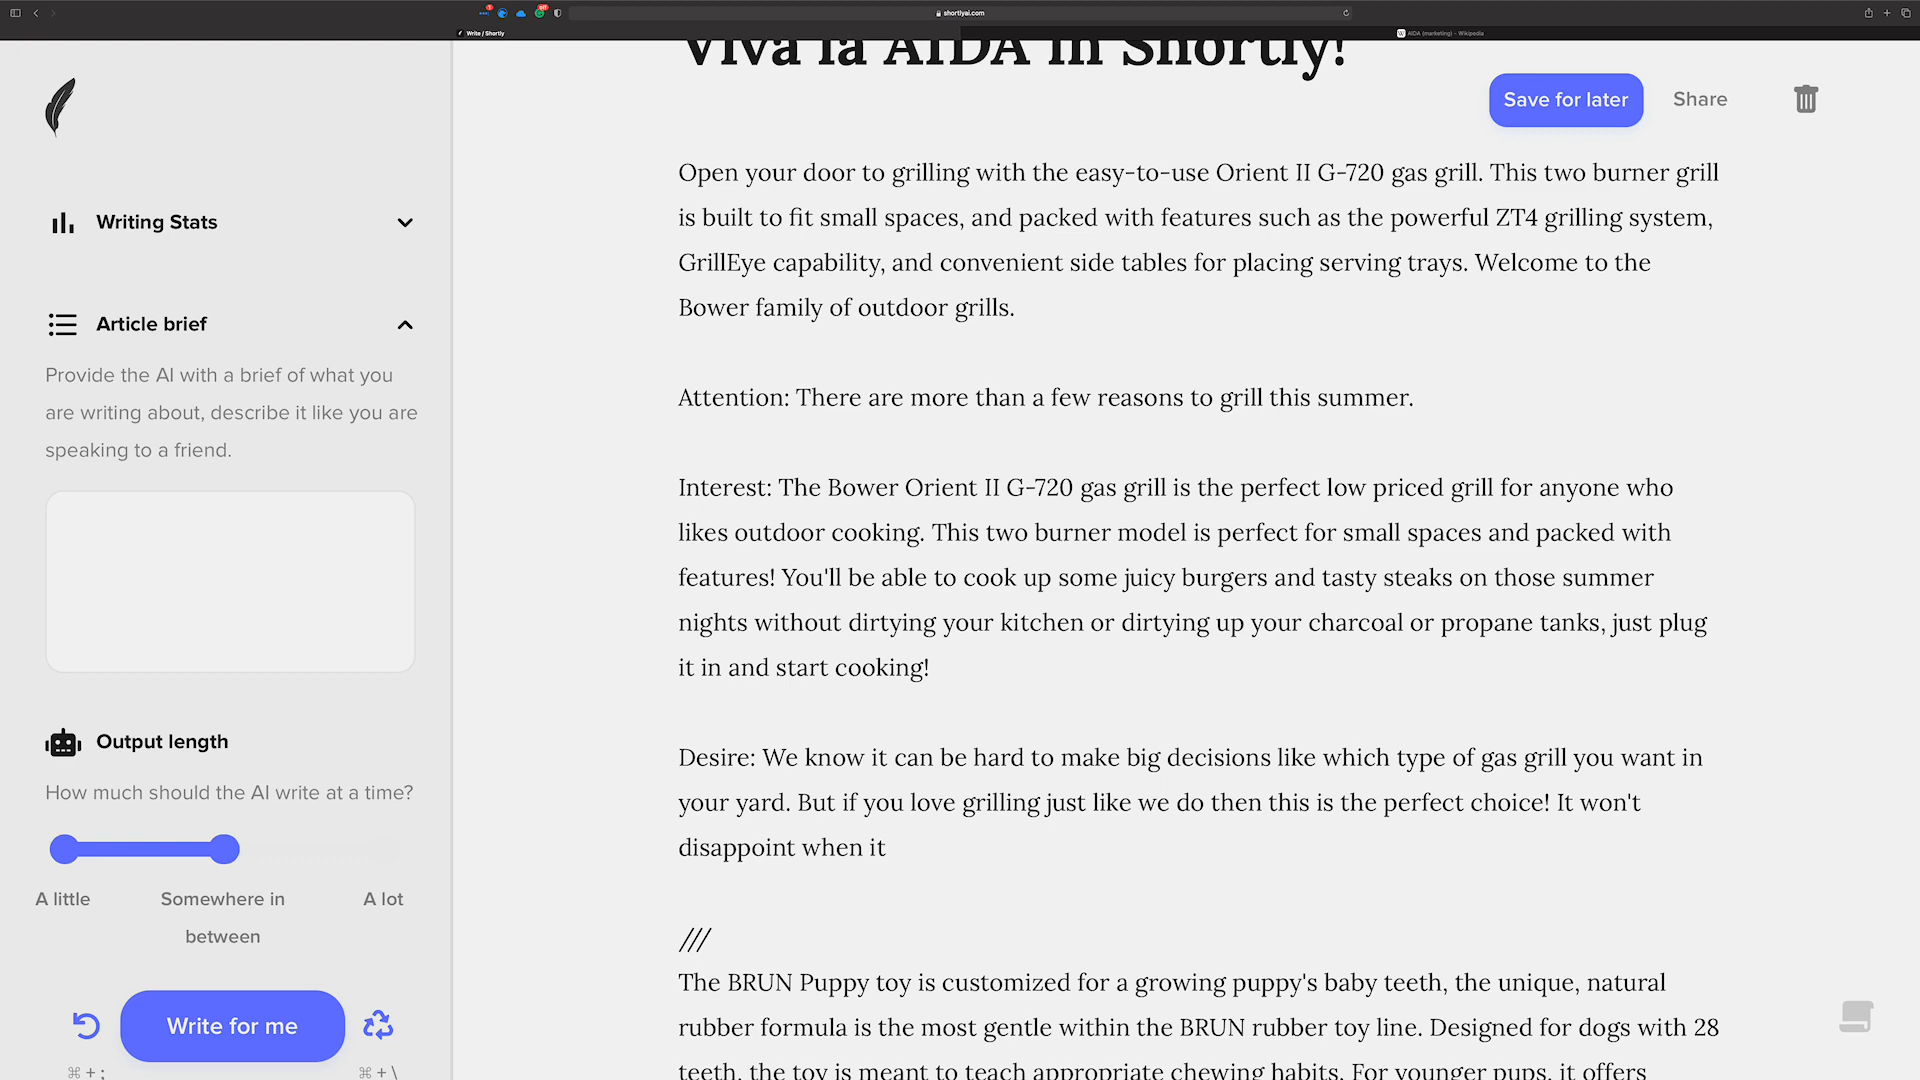 shortlyai.com
Write / Shortly
AIDA (marketing) - Wikipedia
Viva la AIDA in Shortly!
Save for later
Share
Writing Stats
Article brief
Provide the AI with a brief of what you
are writing about, describe it like you are
speaking to a friend.
Output length
How much should the AI write at a time?
A little
Somewhere in
between
A lot
Write for me
⌘ + ;
⌘ + \
Open your door to grilling with the easy-to-use Orient II G-720 gas grill. This two burner grill
is built to fit small spaces, and packed with features such as the powerful ZT4 grilling system,
GrillEye capability, and convenient side tables for placing serving trays. Welcome to the
Bower family of outdoor grills.
Attention: There are more than a few reasons to grill this summer.
Interest: The Bower Orient II G-720 gas grill is the perfect low priced grill for anyone who
likes outdoor cooking. This two burner model is perfect for small spaces and packed with
features! You'll be able to cook up some juicy burgers and tasty steaks on those summer
nights without dirtying your kitchen or dirtying up your charcoal or propane tanks, just plug
it in and start cooking!
Desire: We know it can be hard to make big decisions like which type of gas grill you want in
your yard. But if you love grilling just like we do then this is the perfect choice! It won't
disappoint when it
///
The BRUN Puppy toy is customized for a growing puppy's baby teeth, the unique, natural
rubber formula is the most gentle within the BRUN rubber toy line. Designed for dogs with 28
teeth, the toy is meant to teach appropriate chewing habits. For younger pups, it offers